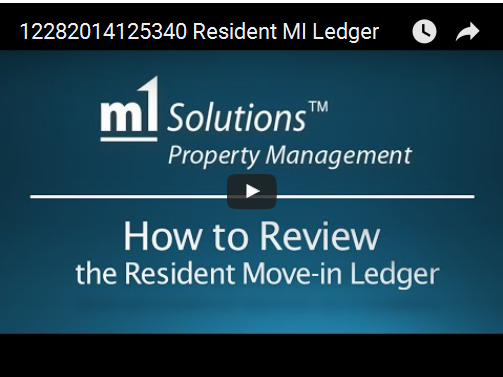 12282014125340 Resident MI Ledger
m1 Solutions™
Property Management
How to Review
the Resident Move-in Ledger